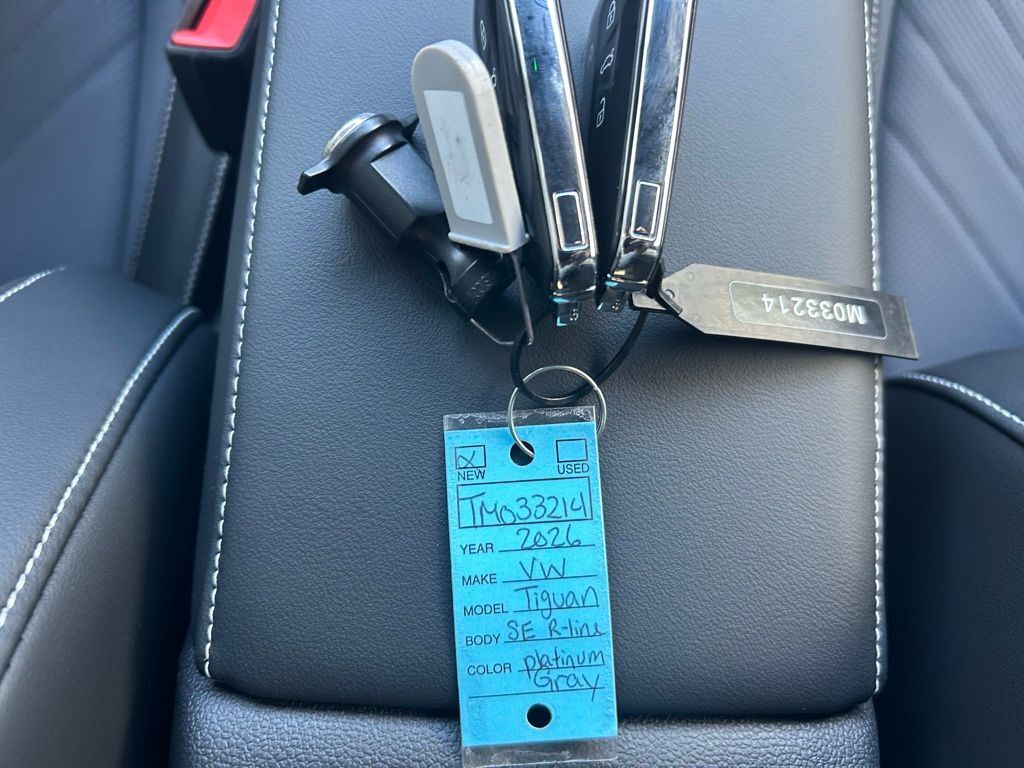 M033214
NEW USED
TM033214
YEAR 2026
MAKE VW
MODEL Tiguan
BODY SE R-line
COLOR platinum
Gray